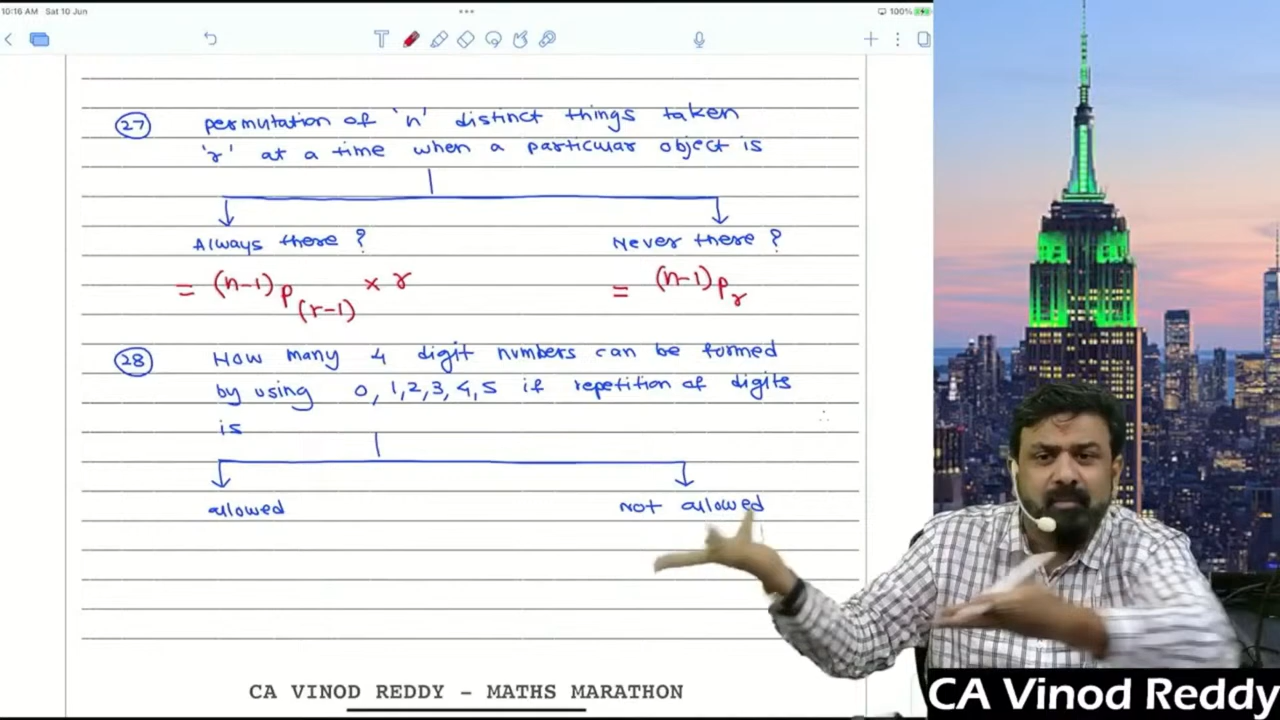 10:16 AM Sat 10 Jun
100%
27 permutation of 'n' distinct things taken
'r' at a time when a particular object is
Always there ?
Never there ?
= (n-1)P(r-1) × r
= (n-1)Pr
28 How many 4 digit numbers can be formed
by using 0, 1, 2, 3, 4, 5 if repetition of digits
is
allowed
Not allowed
CA VINOD REDDY - MATHS MARATHON
CA Vinod Reddy